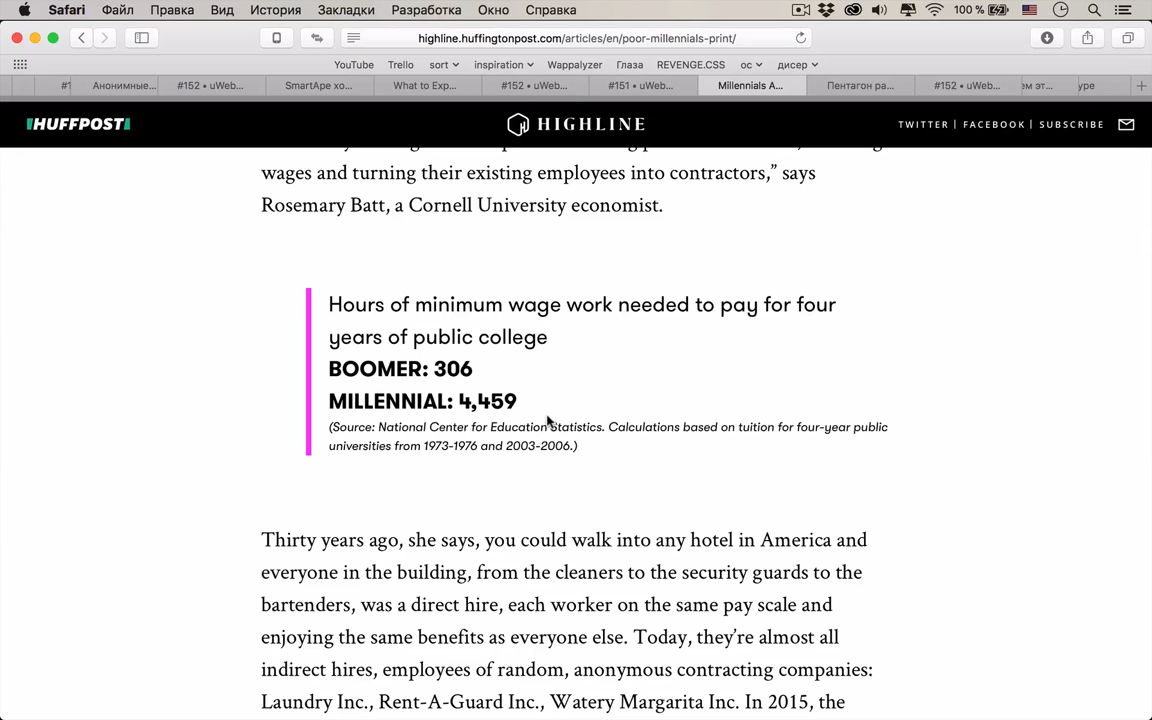 Safari Файл Правка Вид История Закладки Разработка Окно Справка 100 %
highline.huffingtonpost.com/articles/en/poor-millennials-print/
YouTube Trello sort inspiration Wappalyzer Глаза REVENGE.CSS ос дисер
#1 Анонимные... #152 • uWeb... SmartApe хо... What to Exp... #152 • uWeb... #151 • uWeb... Millennials A... Пентагон ра... #152 • uWeb... ем эт... ype
HUFFPOST HIGHLINE TWITTER | FACEBOOK | SUBSCRIBE
wages and turning their existing employees into contractors,” says
Rosemary Batt, a Cornell University economist.
Hours of minimum wage work needed to pay for four
years of public college
BOOMER: 306
MILLENNIAL: 4,459
(Source: National Center for Education Statistics. Calculations based on tuition for four-year public
universities from 1973-1976 and 2003-2006.)
Thirty years ago, she says, you could walk into any hotel in America and
everyone in the building, from the cleaners to the security guards to the
bartenders, was a direct hire, each worker on the same pay scale and
enjoying the same benefits as everyone else. Today, they’re almost all
indirect hires, employees of random, anonymous contracting companies:
Laundry Inc., Rent-A-Guard Inc., Watery Margarita Inc. In 2015, the